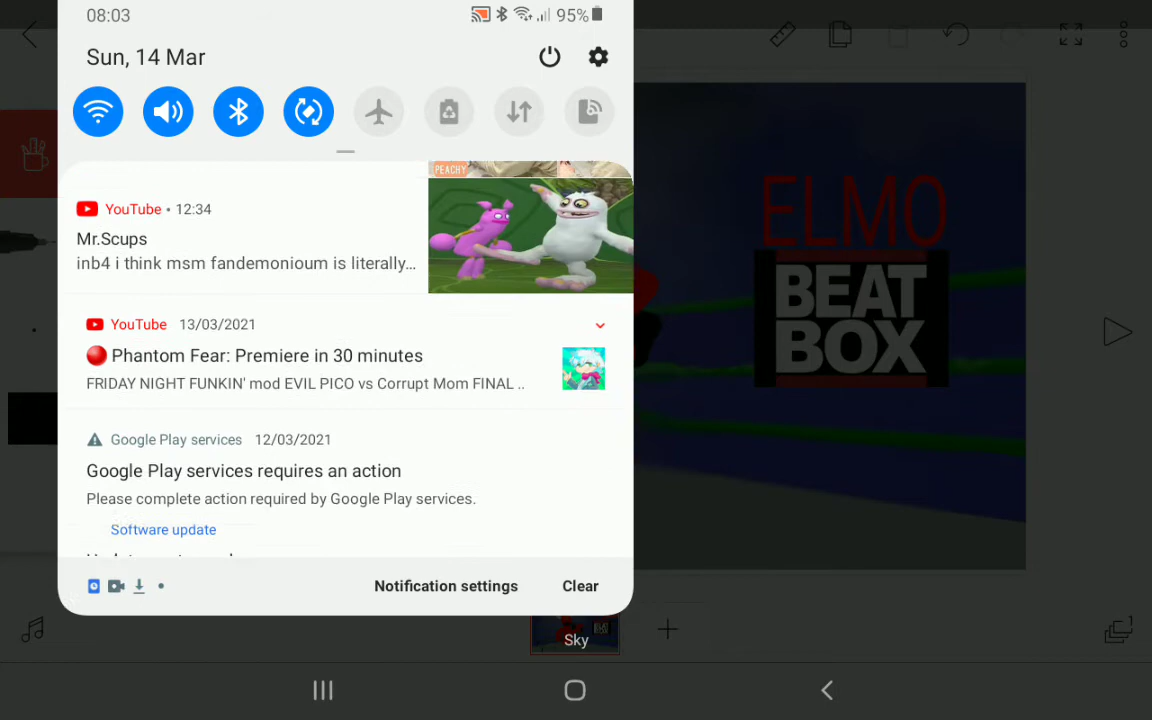 08:03
95%
Sun, 14 Mar
PEACHY
YouTube • 12:34
Mr.Scups
inb4 i think msm fandemonioum is literally...
YouTube 13/03/2021
Phantom Fear: Premiere in 30 minutes
FRIDAY NIGHT FUNKIN' mod EVIL PICO vs Corrupt Mom FINAL ..
Google Play services 12/03/2021
Google Play services requires an action
Please complete action required by Google Play services.
Software update
Notification settings
Clear
ELMO
BEAT
BOX
Sky
BEAT
BOX
1